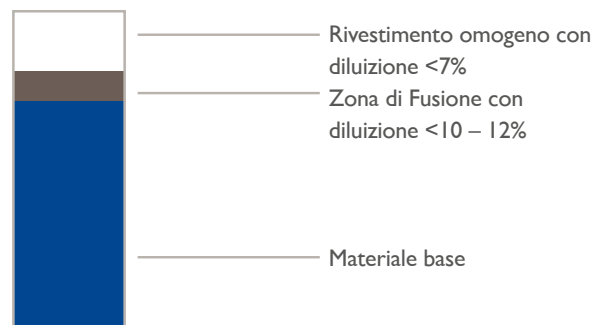 Rivestimento omogeno con
diluizione <7%
Zona di Fusione con
diluizione <10 – 12%
Materiale base